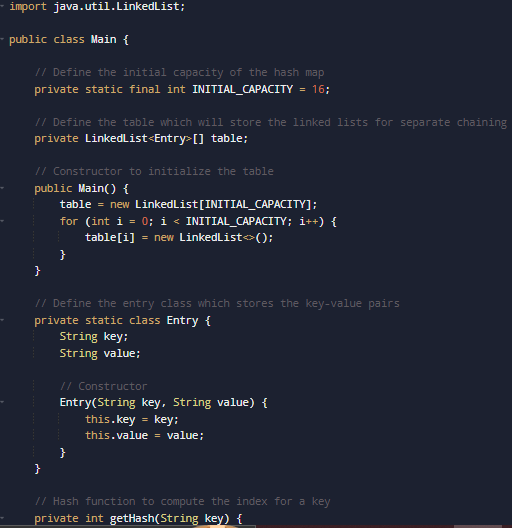 import java.util.LinkedList;
public class Main {
// Define the initial capacity of the hash map
private static final int INITIAL_CAPACITY = 16;
// Define the table which will store the linked lists for separate chaining
private LinkedList<Entry>[] table;
// Constructor to initialize the table
public Main() {
table = new LinkedList[INITIAL_CAPACITY];
for (int i = 0; i < INITIAL_CAPACITY; i++) {
table[i] = new LinkedList<>();
}
}
// Define the entry class which stores the key-value pairs
private static class Entry {
String key;
String value;
// Constructor
Entry(String key, String value) {
this.key = key;
this.value = value;
}
}
// Hash function to compute the index for a key
private int getHash(String key) {